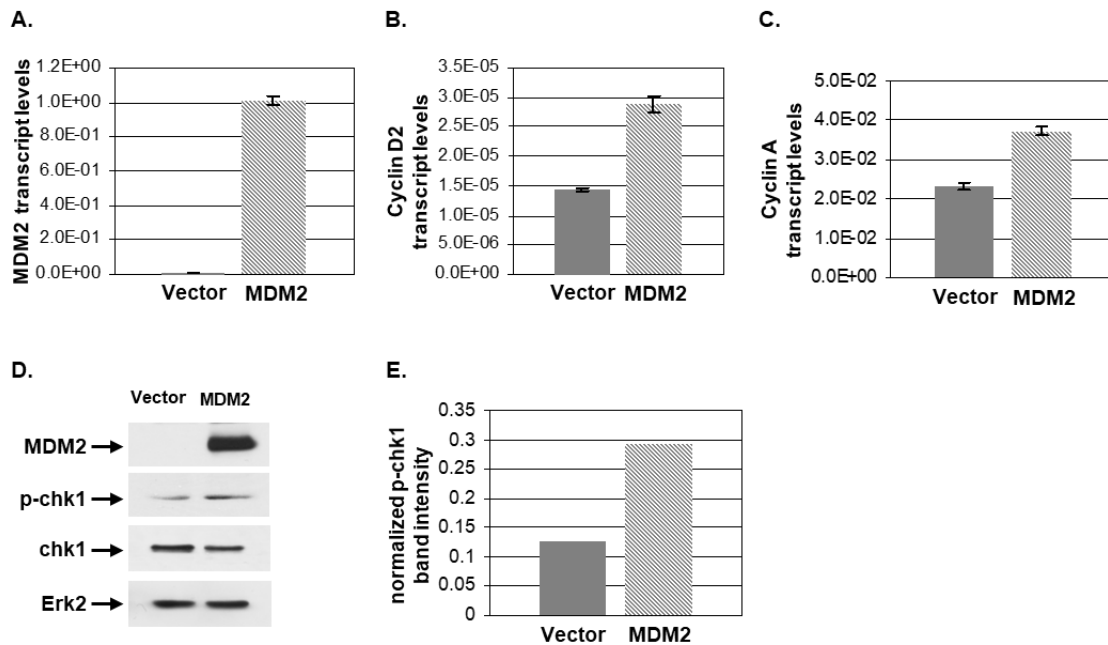 A.
MDM2 transcript levels
1.2E+00
1.0E+00
8.0E-01
6.0E-01
4.0E-01
2.0E-01
0.0E+00
Vector MDM2
B.
Cyclin D2
transcript levels
3.5E-05
3.0E-05
2.5E-05
2.0E-05
1.5E-05
1.0E-05
5.0E-06
0.0E+00
Vector MDM2
C.
Cyclin A
transcript levels
5.0E-02
4.0E-02
3.0E-02
2.0E-02
1.0E-02
0.0E+00
Vector MDM2
D.
Vector MDM2
MDM2
p-chk1
chk1
Erk2
E.
normalized p-chk1
band intensity
0.35
0.3
0.25
0.2
0.15
0.1
0.05
0
Vector MDM2